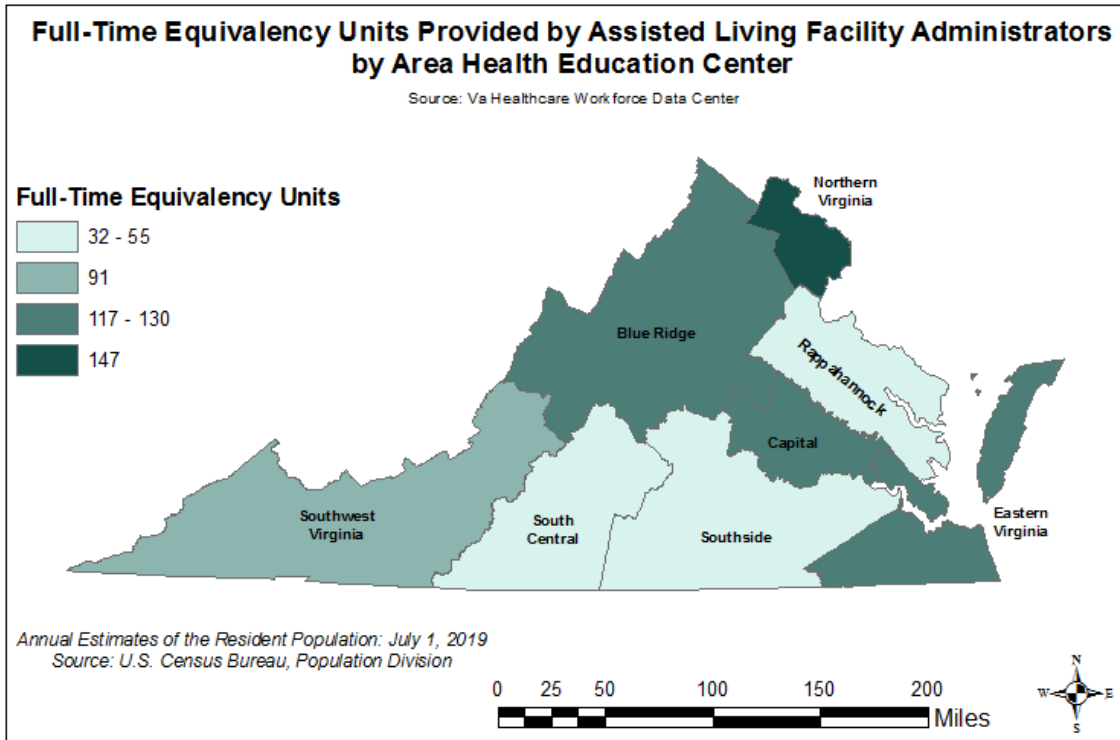 Full-Time Equivalency Units Provided by Assisted Living Facility Administrators
by Area Health Education Center
Source: Va Healthcare Workforce Data Center
Full-Time Equivalency Units
32 - 55
91
117 - 130
147
Northern
Virginia
Blue Ridge
Rappahannock
Capital
Eastern
Virginia
Southwest
Virginia
South
Central
Southside
Annual Estimates of the Resident Population: July 1, 2019
Source: U.S. Census Bureau, Population Division
0 25 50 100 150 200
Miles
N
W E
S